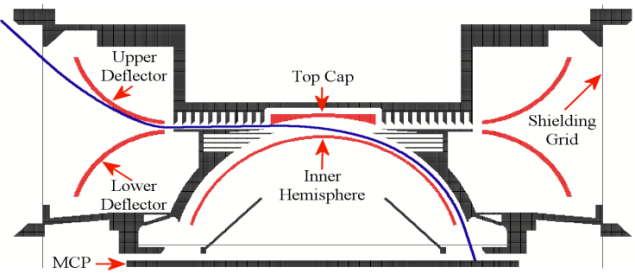 Upper
Deflector
Top Cap
Shielding
Grid
Inner
Hemisphere
Lower
Deflector
MCP